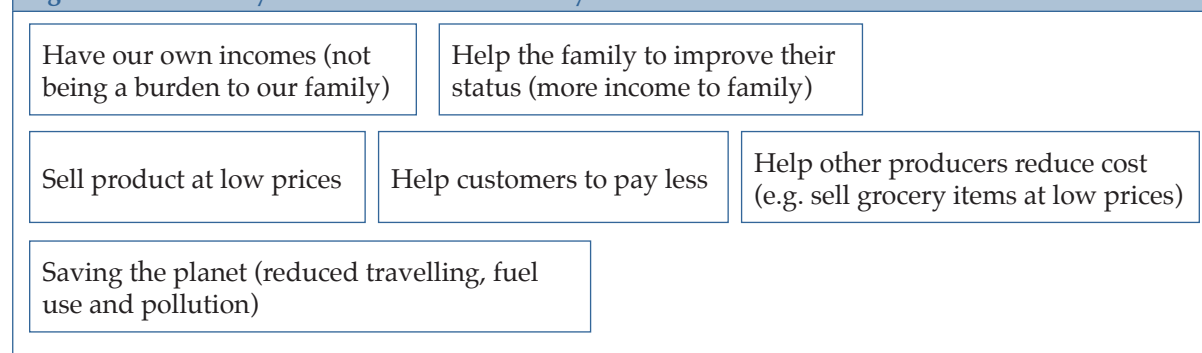 Have our own incomes (not
being a burden to our family)
Help the family to improve their
status (more income to family)
Sell product at low prices
Help customers to pay less
Help other producers reduce cost
(e.g. sell grocery items at low prices)
Saving the planet (reduced travelling, fuel
use and pollution)